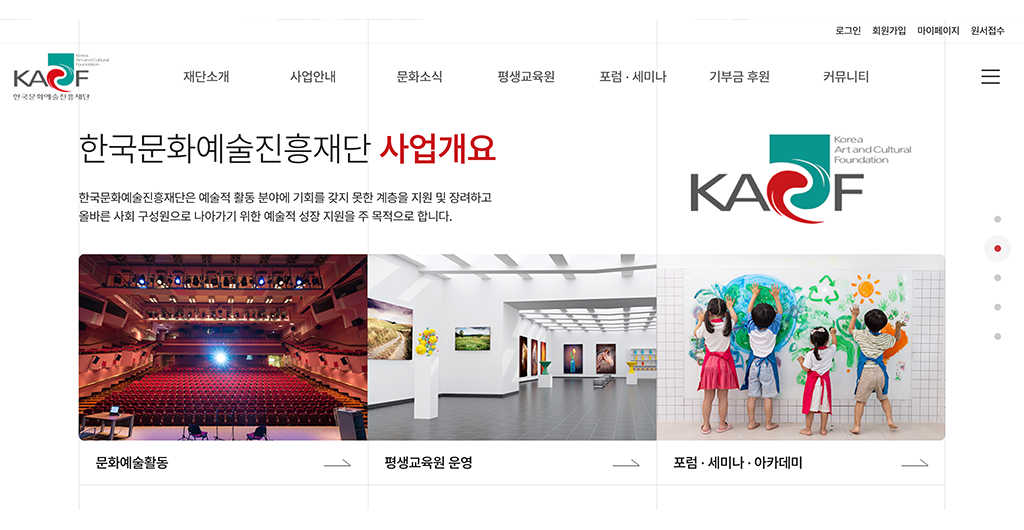 로그인 회원가입 마이페이지 원서접수
Korea
Art and Cultural
Foundation
KACF
한국문화예술진흥재단
재단소개 사업안내 문화소식 평생교육원 포럼 · 세미나 기부금 후원 커뮤니티
한국문화예술진흥재단 사업개요
Korea
Art and Cultural
Foundation
KACF
한국문화예술진흥재단은 예술적 활동 분야에 기회를 갖지 못한 계층을 지원 및 장려하고
올바른 사회 구성원으로 나아가기 위한 예술적 성장 지원을 주 목적으로 합니다.
문화예술활동
평생교육원 운영
포럼 · 세미나 · 아카데미